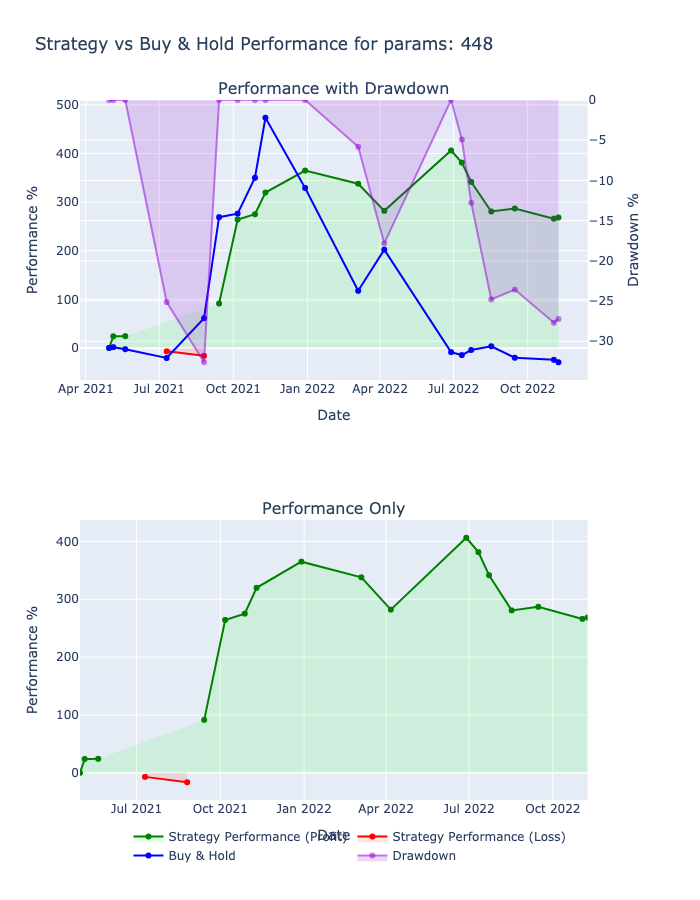 Strategy vs Buy & Hold Performance for params: 448
Performance with Drawdown
500
400
300
200
100
0
Performance %
0
−5
−10
−15
−20
−25
−30
Drawdown %
Apr 2021 Jul 2021 Oct 2021 Jan 2022 Apr 2022 Jul 2022 Oct 2022
Date
Performance Only
400
300
200
100
0
Performance %
Jul 2021 Oct 2021 Jan 2022 Apr 2022 Jul 2022 Oct 2022
Date
Strategy Performance (Profit) Strategy Performance (Loss)
Buy & Hold Drawdown